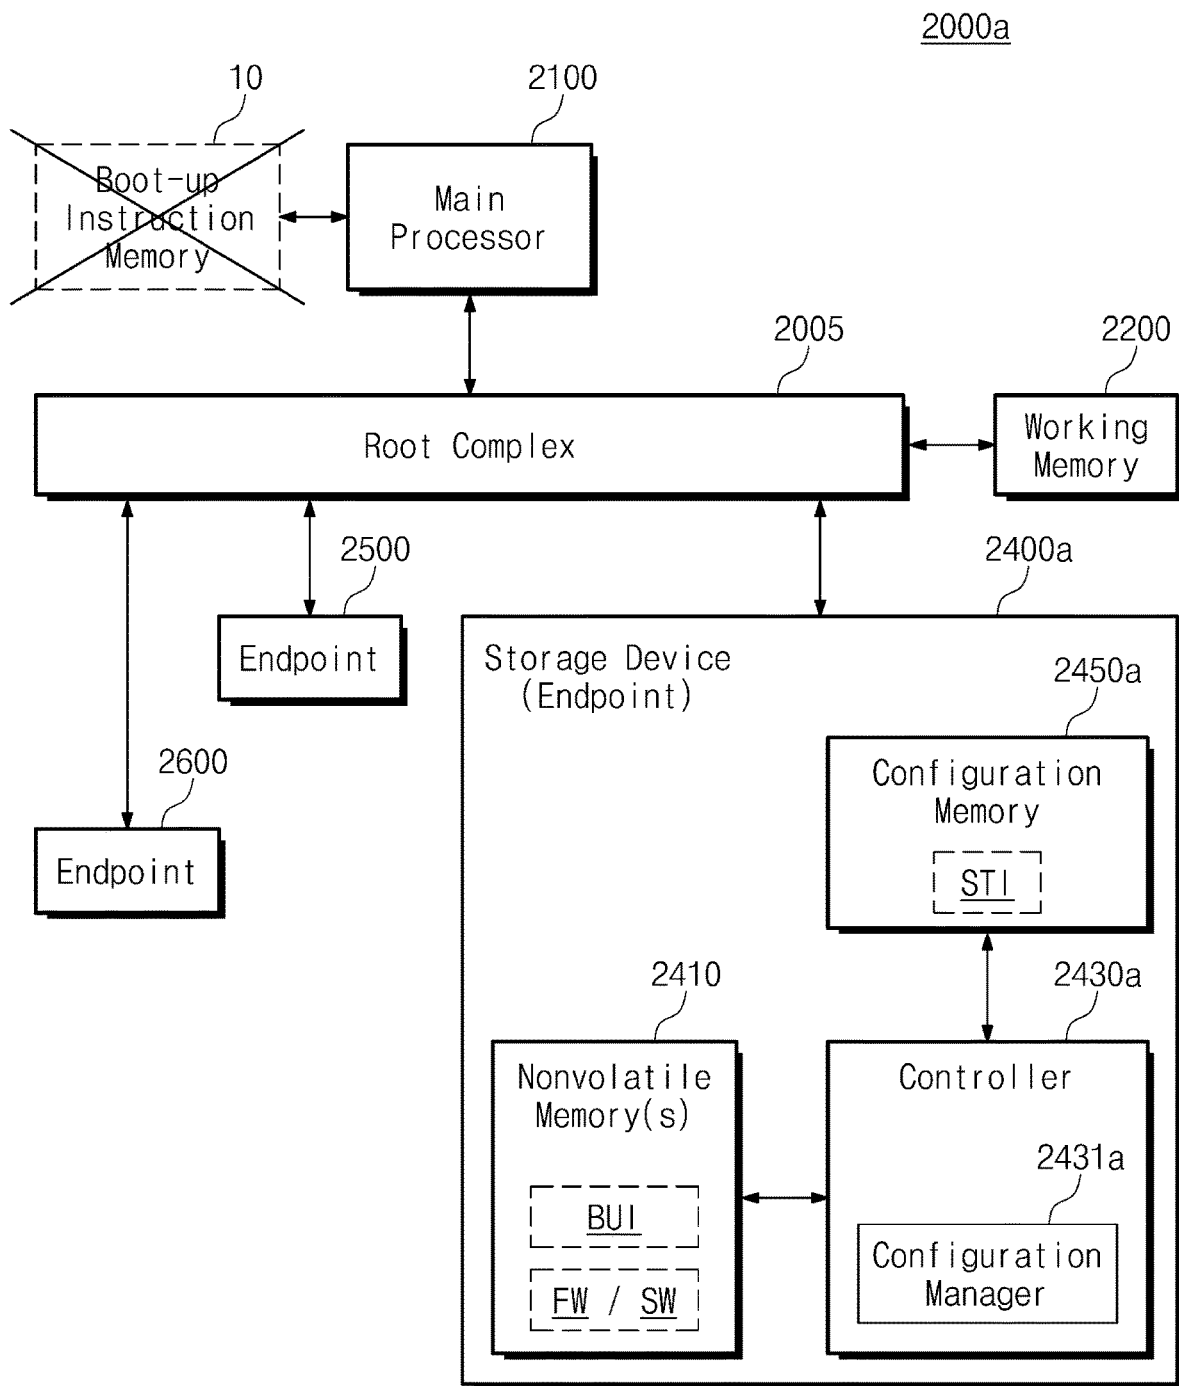 2000a
10
2100
Boot-up
Instruction
Memory
Main
Processor
2005
2200
Root Complex
Working
Memory
2500
2400a
Endpoint
Storage Device
(Endpoint)
2450a
Configuration
Memory
STI
2600
Endpoint
2410
2430a
Nonvolatile
Memory(s)
Controller
BUI
FW / SW
2431a
Configuration
Manager